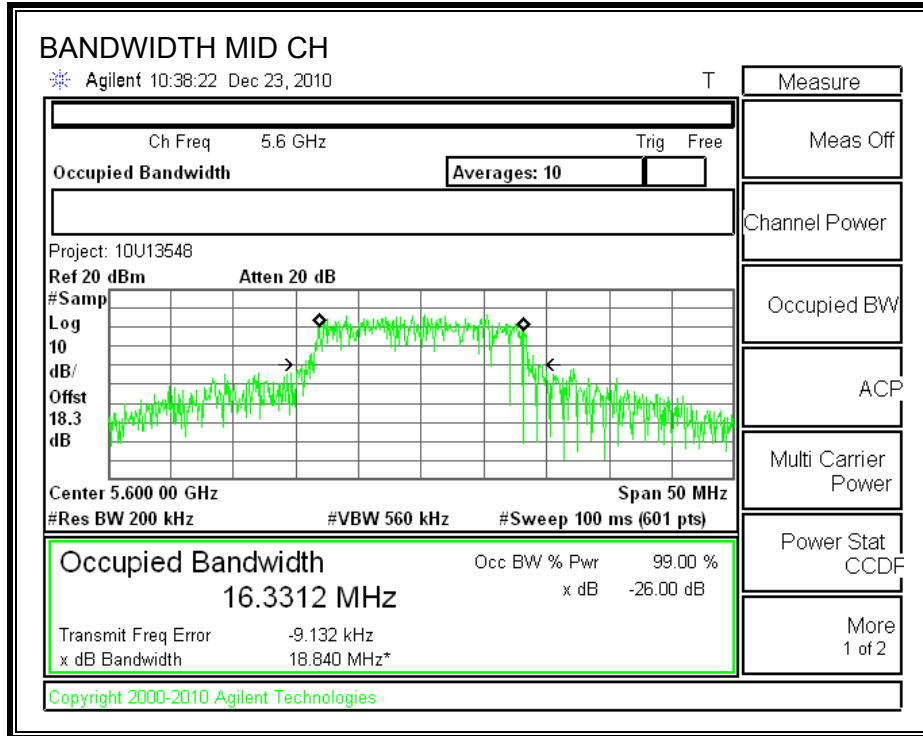 BANDWIDTH MID CH
Agilent 10:38:22 Dec 23, 2010 T
Measure
Ch Freq 5.6 GHz Trig Free
Meas Off
Occupied Bandwidth Averages: 10
Channel Power
Project: 10U13548
Ref 20 dBm Atten 20 dB
#Samp
Log
10
dB/
Offst
18.3
dB
Occupied BW
ACP
Multi Carrier
Power
Center 5.600 00 GHz Span 50 MHz
#Res BW 200 kHz #VBW 560 kHz #Sweep 100 ms (601 pts)
Power Stat
CCDF
Occupied Bandwidth Occ BW % Pwr 99.00 %
16.3312 MHz x dB -26.00 dB
Transmit Freq Error -9.132 kHz
x dB Bandwidth 18.840 MHz*
More
1 of 2
Copyright 2000-2010 Agilent Technologies